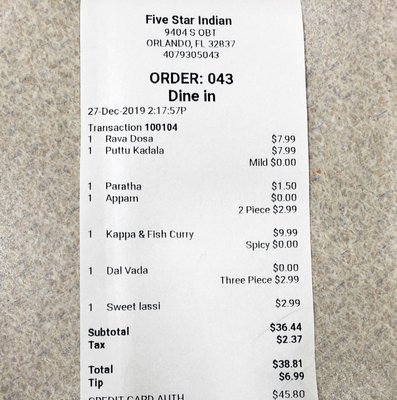 Five Star Indian
9404 S OBT
ORLANDO, FL 32837
4079305043
ORDER: 043
Dine in
27-Dec-2019 2:17:57P
Transaction 100104
1 Rava Dosa $7.99
1 Puttu Kadala $7.99
Mild $0.00
1 Paratha $1.50
1 Appam $0.00
2 Piece $2.99
1 Kappa & Fish Curry $9.99
Spicy $0.00
1 Dal Vada $0.00
Three Piece $2.99
1 Sweet lassi $2.99
Subtotal $36.44
Tax $2.37
Total $38.81
Tip $6.99
CREDIT CARD AUTH $45.80